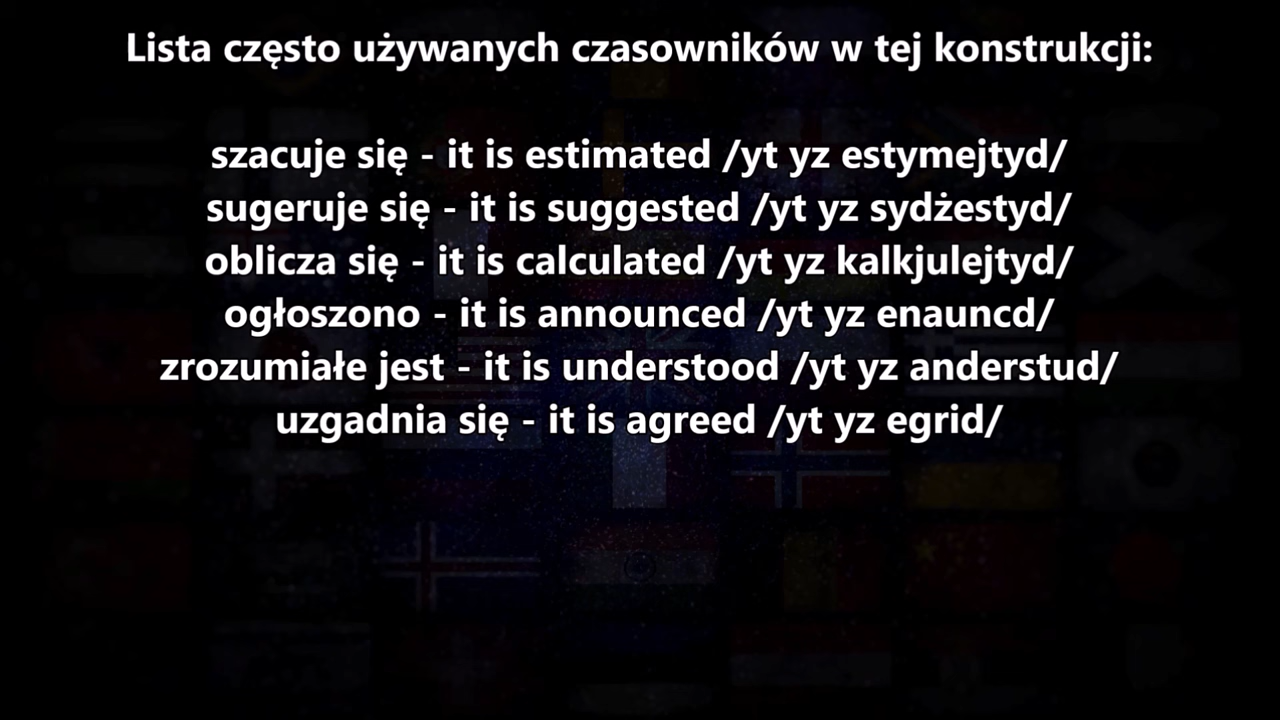 Lista często używanych czasowników w tej konstrukcji:
szacuje się - it is estimated /yt yz estymejtyd/
sugeruje się - it is suggested /yt yz sydżestyd/
oblicza się - it is calculated /yt yz kalkjulejtyd/
ogłoszono - it is announced /yt yz enauncd/
zrozumiałe jest - it is understood /yt yz anderstud/
uzgadnia się - it is agreed /yt yz egrid/